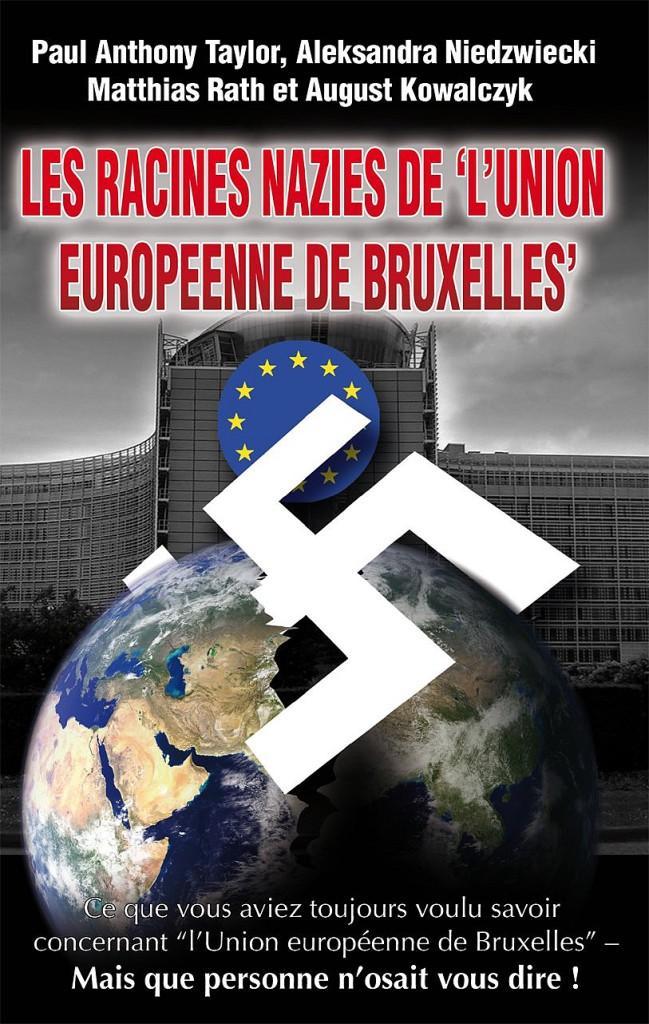 Paul Anthony Taylor, Aleksandra Niedzwiecki
Matthias Rath et August Kowalczyk
LES RACINES NAZIES DE ‘L’UNION
EUROPEENNE DE BRUXELLES’
Ce que vous aviez toujours voulu savoir
concernant “l’Union européenne de Bruxelles” –
Mais que personne n’osait vous dire !